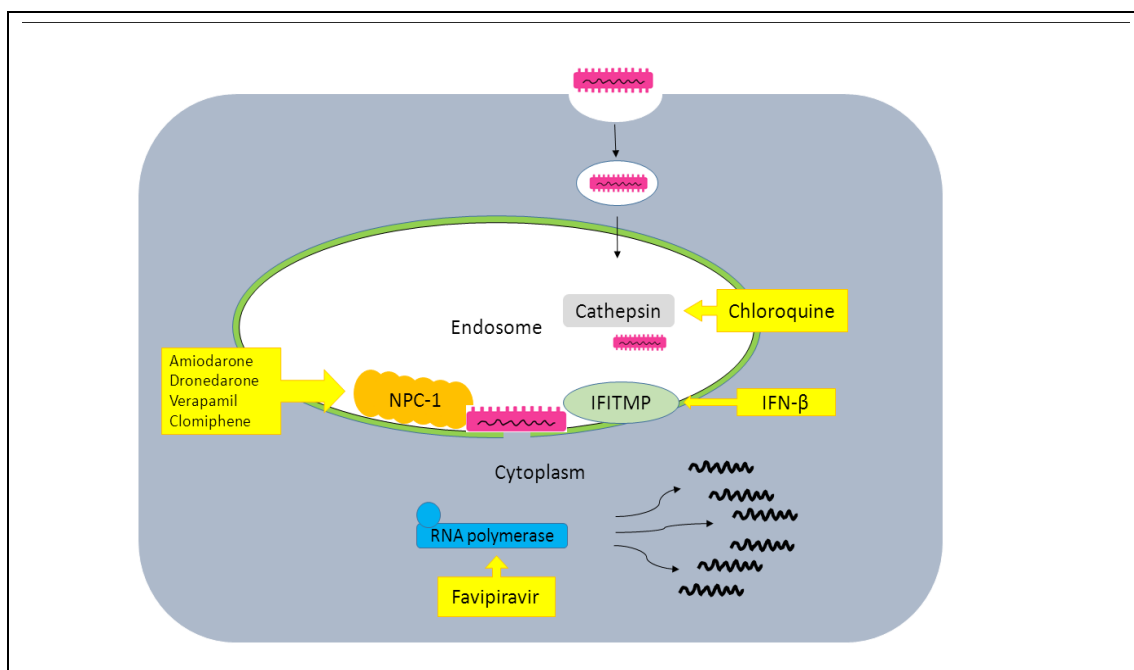 Cathepsin
Chloroquine
Endosome
Amiodarone
Dronedarone
Verapamil
Clomiphene
NPC-1
IFITMP
IFN-β
Cytoplasm
RNA polymerase
Favipiravir